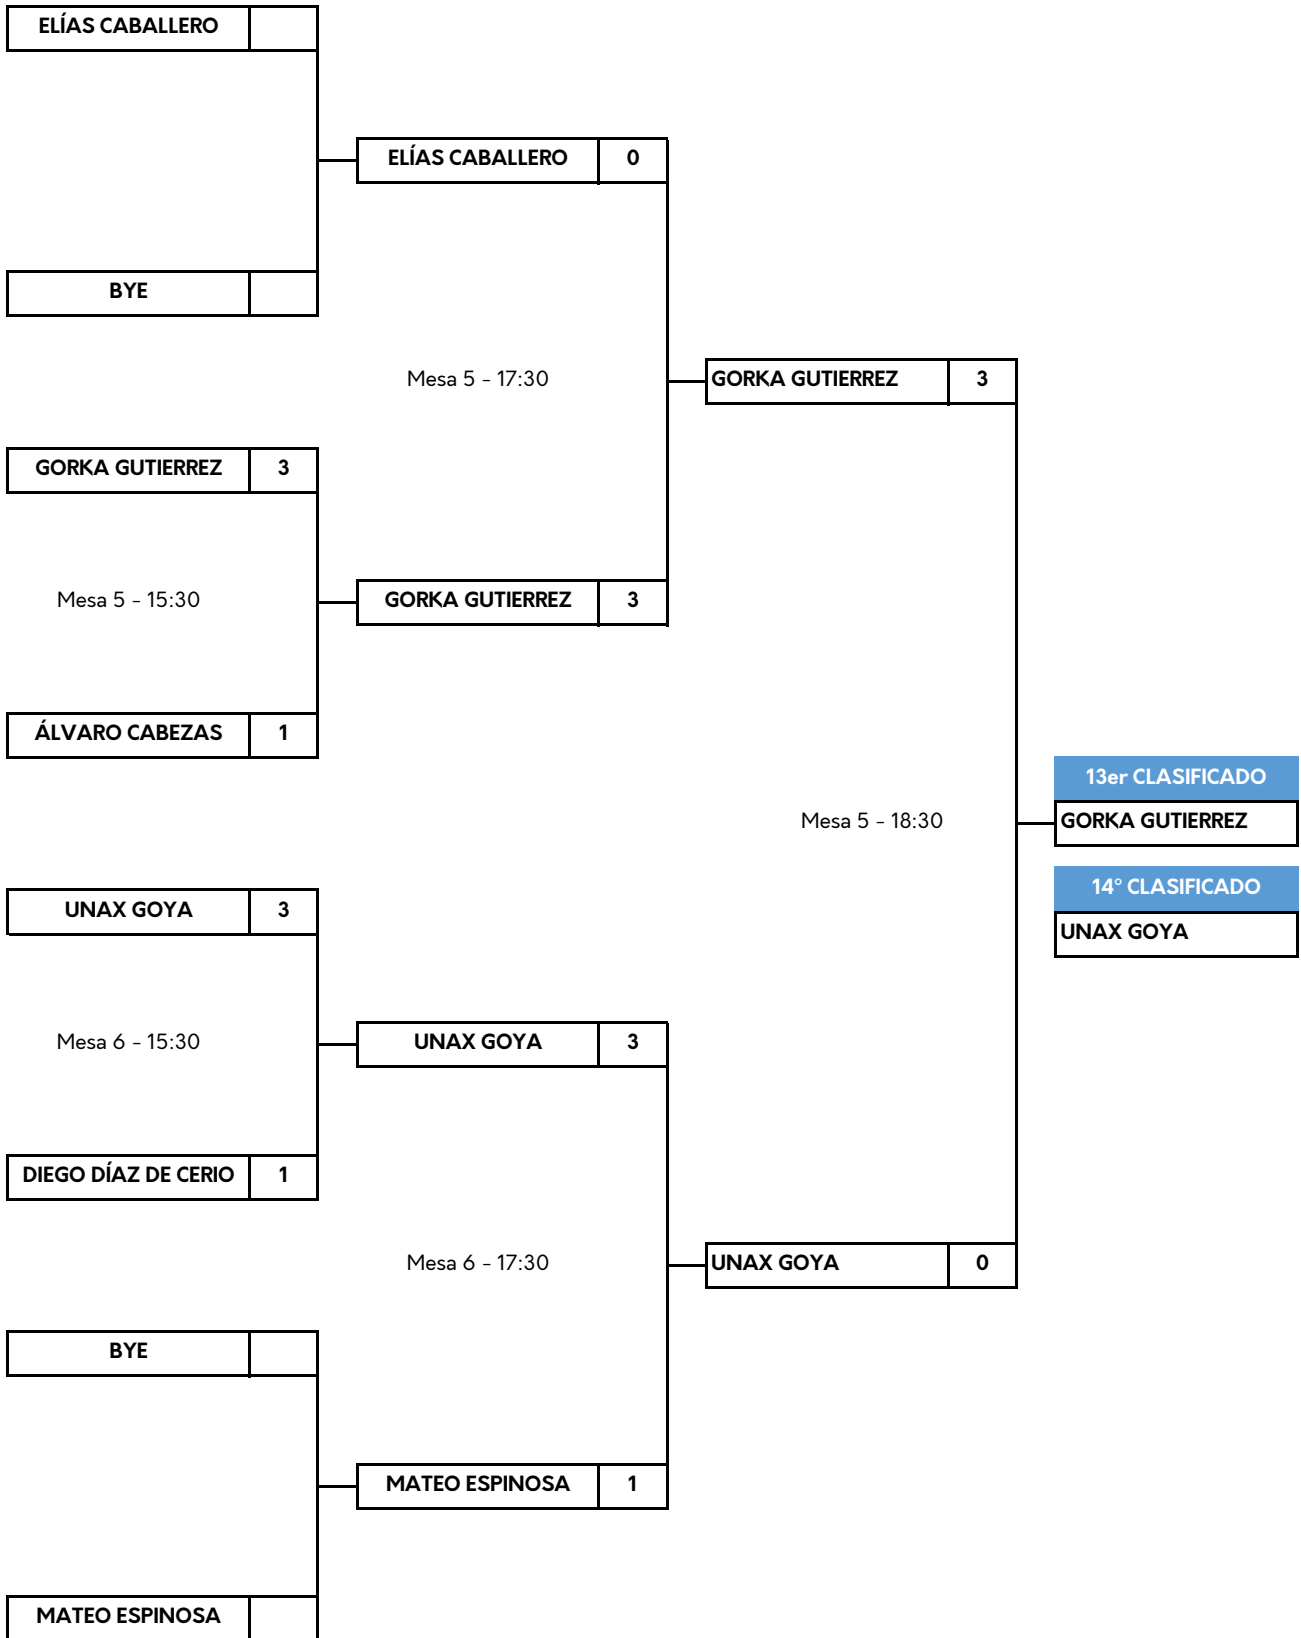 ELÍAS CABALLERO
ELÍAS CABALLERO 0
BYE
Mesa 5 - 17:30
GORKA GUTIERREZ 3
GORKA GUTIERREZ 3
Mesa 5 - 15:30
GORKA GUTIERREZ 3
ÁLVARO CABEZAS 1
13er CLASIFICADO
Mesa 5 - 18:30
GORKA GUTIERREZ
14º CLASIFICADO
UNAX GOYA 3
UNAX GOYA
Mesa 6 - 15:30
UNAX GOYA 3
DIEGO DÍAZ DE CERIO 1
Mesa 6 - 17:30
UNAX GOYA 0
BYE
MATEO ESPINOSA 1
MATEO ESPINOSA